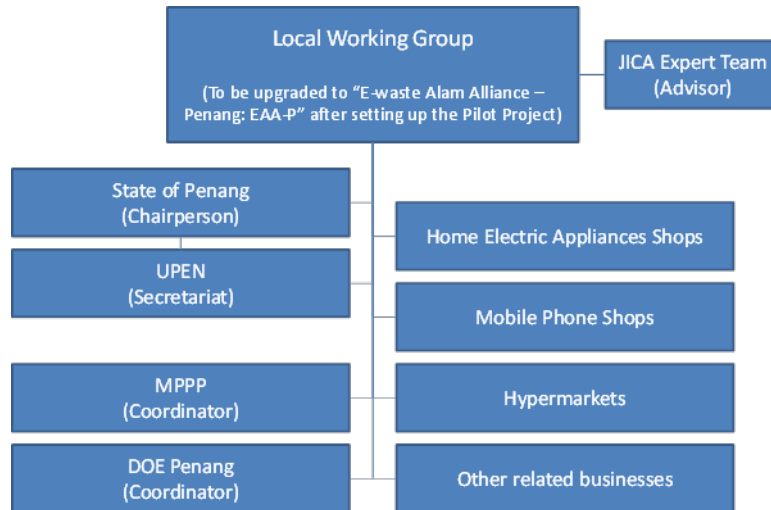 Local Working Group
(To be upgraded to “E-waste Alam Alliance –
Penang: EAA-P” after setting up the Pilot Project)
JICA Expert Team
(Advisor)
State of Penang
(Chairperson)
UPEN
(Secretariat)
MPPP
(Coordinator)
DOE Penang
(Coordinator)
Home Electric Appliances Shops
Mobile Phone Shops
Hypermarkets
Other related businesses